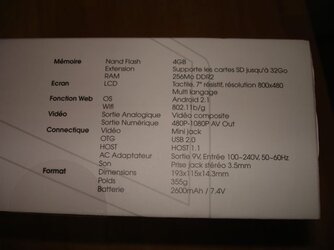 Mémoire Nand Flash 4GB
Extension Supporte les cartes SD jusqu'à 32Go
RAM 256Mo DDR2
Ecran LCD Tactile, 7" résistif, résolution 800x480
Multi langage
Fonction Web OS Android 2.1
Wifi 802.11b/g
Vidéo Sortie Analogique Vidéo composite
Sortie Numérique 480P-1080P AV Out
Connectique Vidéo Mini jack
OTG USB 2.0
HOST HOST 1.1
AC Adaptateur Sortie 9V, Entrée 100~240V, 50~60Hz
Son Prise jack stéréo 3.5mm
Format Dimensions 193x115x14.3mm
Poids 355g
Batterie 2600mAh / 7.4V